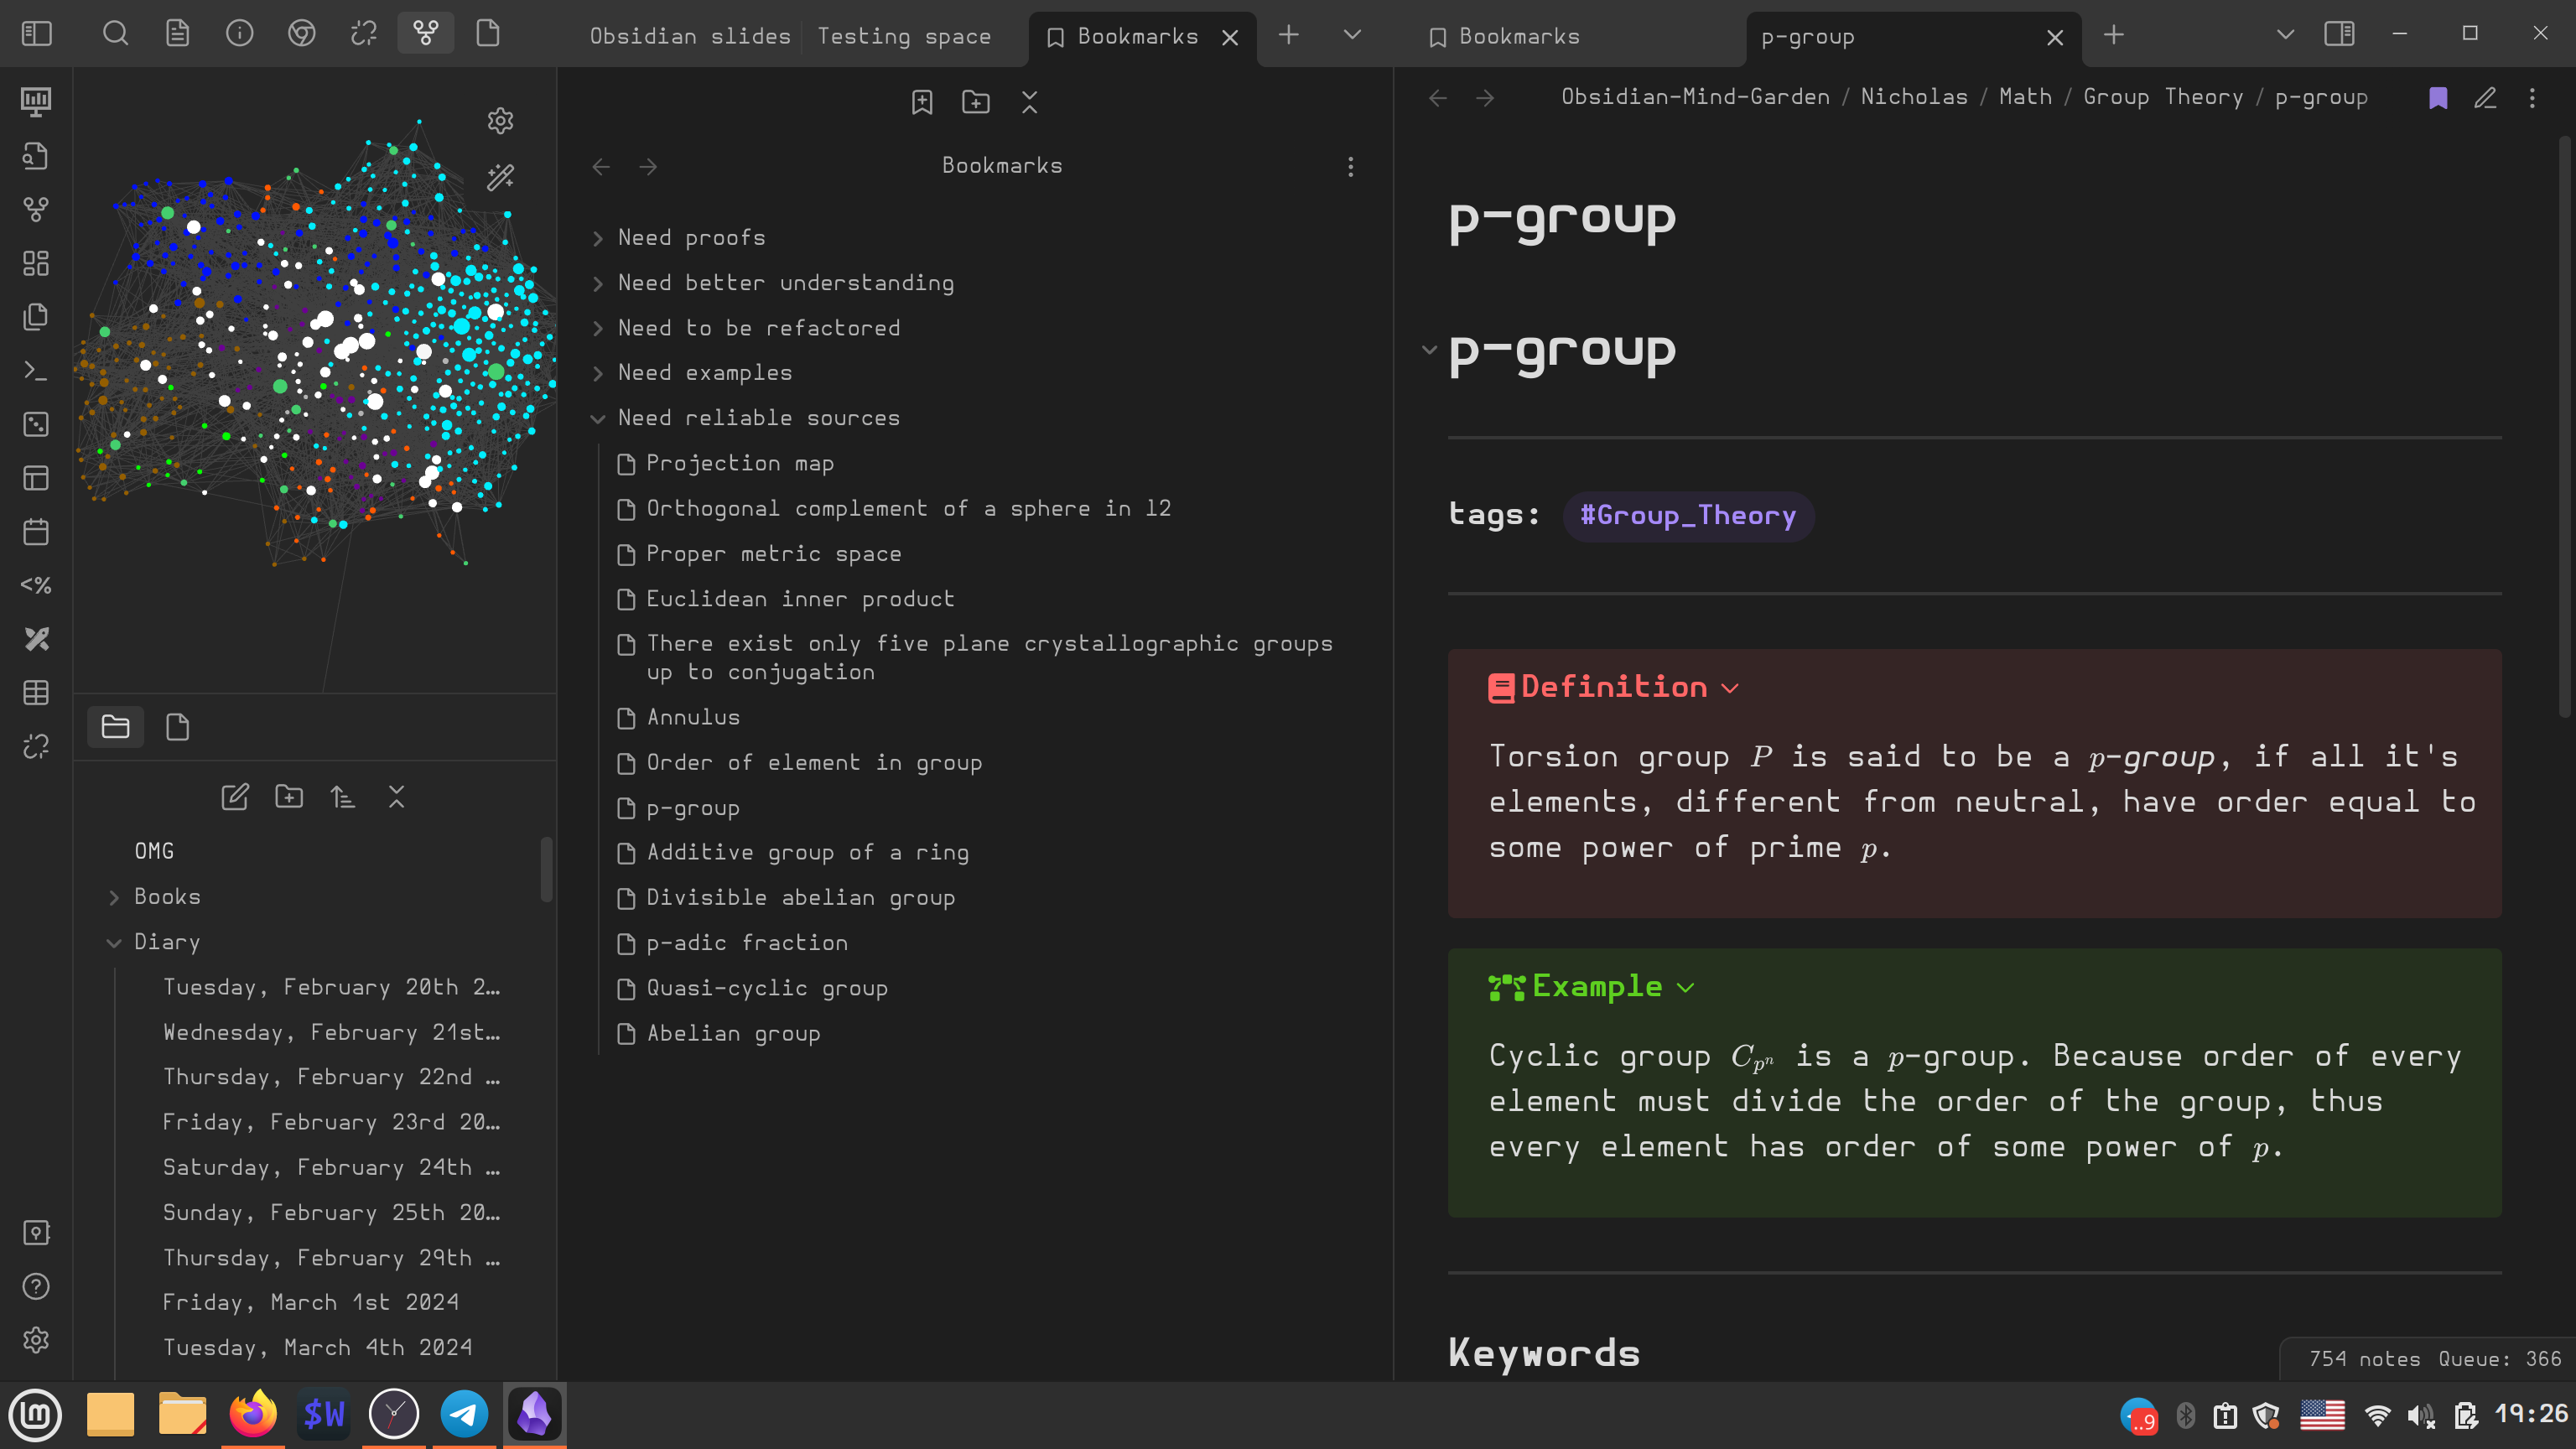 Obsidian slides
Testing space
Bookmarks
Bookmarks
p-group
Obsidian-Mind-Garden / Nicholas / Math / Group Theory / p-group
Bookmarks
Need proofs
Need better understanding
Need to be refactored
Need examples
Need reliable sources
Projection map
Orthogonal complement of a sphere in l2
Proper metric space
Euclidean inner product
There exist only five plane crystallographic groups
up to conjugation
Annulus
Order of element in group
p-group
Additive group of a ring
Divisible abelian group
p-adic fraction
Quasi-cyclic group
Abelian group
<%
OMG
Books
Diary
Tuesday, February 20th 2…
Wednesday, February 21st…
Thursday, February 22nd …
Friday, February 23rd 20…
Saturday, February 24th …
Sunday, February 25th 20…
Thursday, February 29th …
Friday, March 1st 2024
Tuesday, March 4th 2024
p-group
p-group
tags: #Group_Theory
Definition
Torsion group P is said to be a p-group, if all it's
elements, different from neutral, have order equal to
some power of prime p.
Example
Cyclic group C_{p^n} is a p-group. Because order of every
element must divide the order of the group, thus
every element has order of some power of p.
Keywords
754 notes Queue: 366
$W
..9
19:26